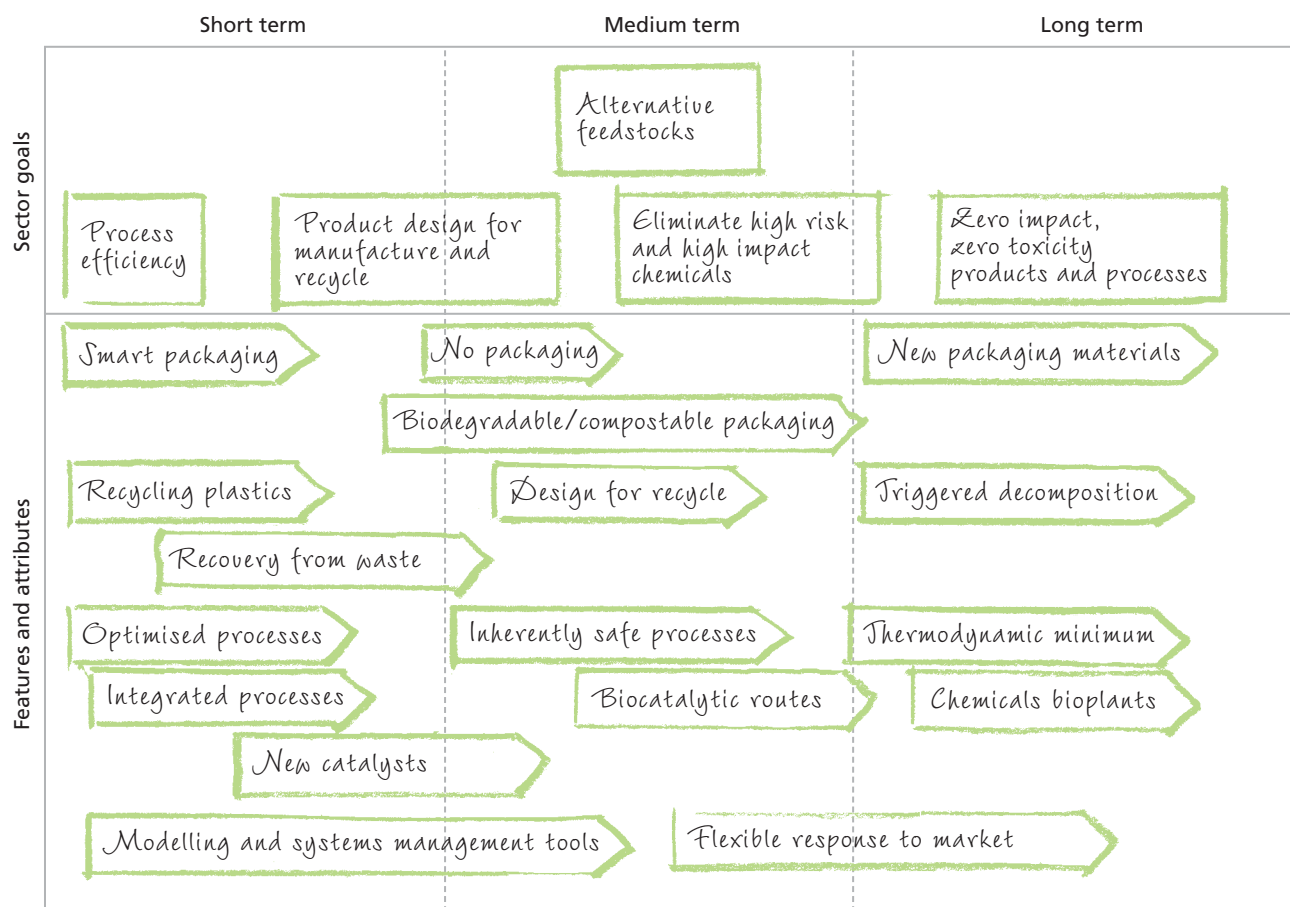 Short term
Medium term
Long term
Sector goals
Alternative
feedstocks
Process
efficiency
Product design for
manufacture and
recycle
Eliminate high risk
and high impact
chemicals
Zero impact,
zero toxicity
products and processes
Features and attributes
Smart packaging
No packaging
New packaging materials
Biodegradable/compostable packaging
Recycling plastics
Design for recycle
Triggered decomposition
Recovery from waste
Optimised processes
Inherently safe processes
Thermodynamic minimum
Integrated processes
Biocatalytic routes
Chemicals bioplants
New catalysts
Modelling and systems management tools
Flexible response to market